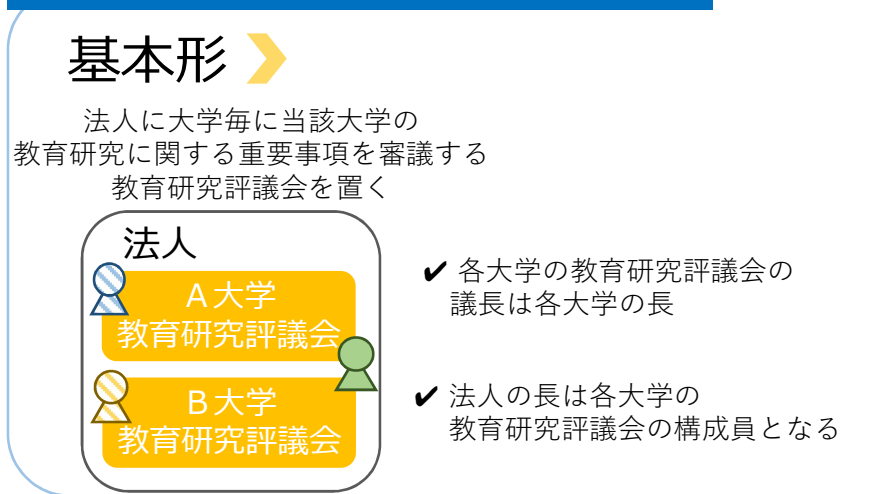 基本形
法人に大学毎に当該大学の
教育研究に関する重要事項を審議する
教育研究評議会を置く
法人
A大学
教育研究評議会
B大学
教育研究評議会
✔ 各大学の教育研究評議会の
議長は各大学の長
✔ 法人の長は各大学の
教育研究評議会の構成員となる